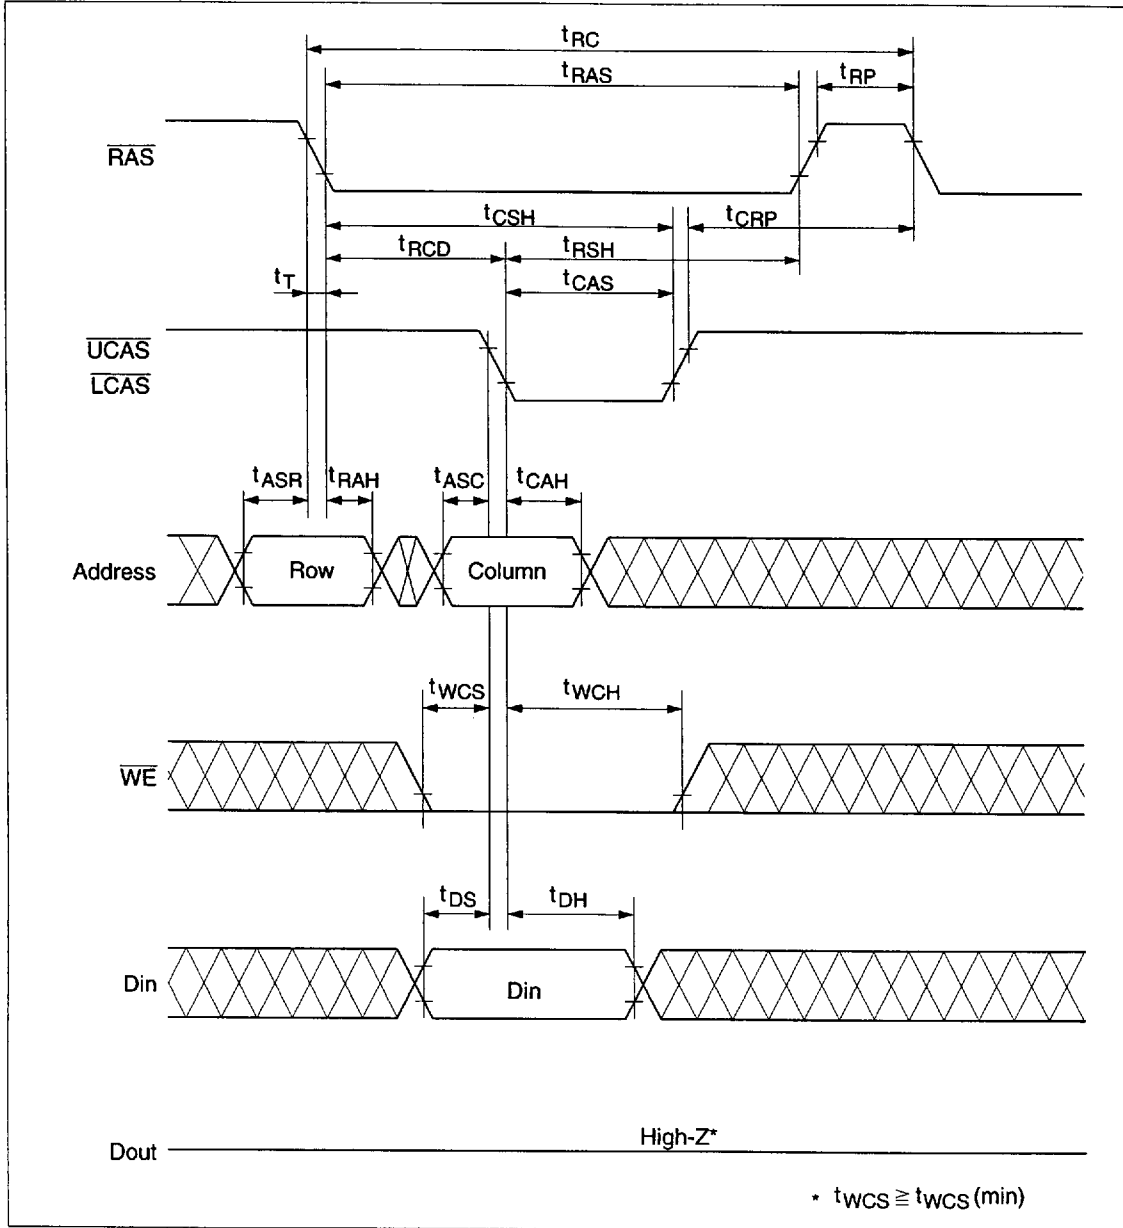 tRC
tRAS
tRP
RAS
tCSH
tCRP
tRCD
tRSH
tT
tCAS
UCAS
LCAS
tASR
tRAH
tASC
tCAH
Address
Row
Column
tWCS
tWCH
WE
tDS
tDH
Din
Din
High-Z*
Dout
* tWCS ≧ tWCS (min)